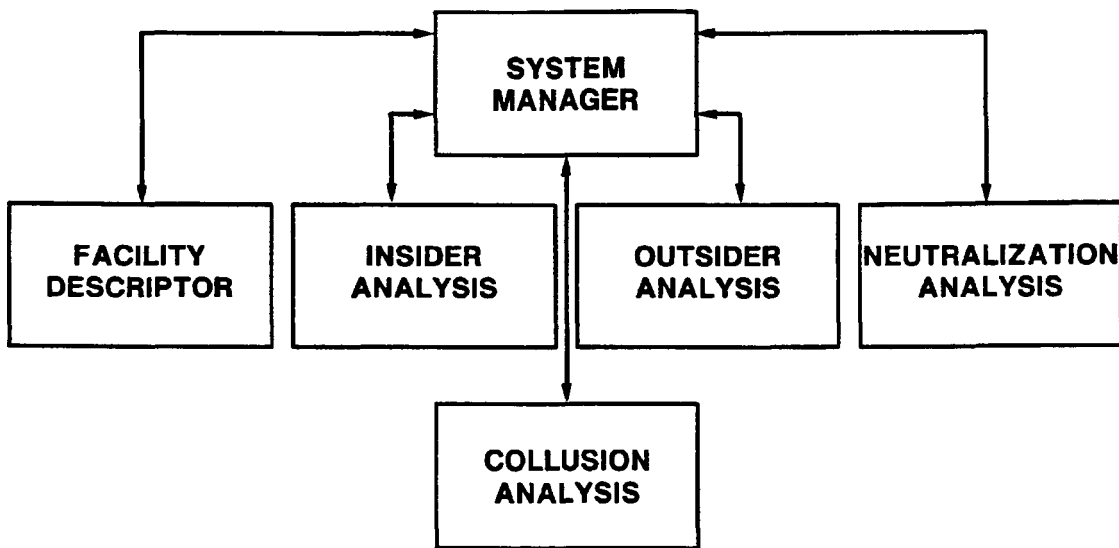 SYSTEM
MANAGER
FACILITY
DESCRIPTOR
INSIDER
ANALYSIS
OUTSIDER
ANALYSIS
NEUTRALIZATION
ANALYSIS
COLLUSION
ANALYSIS